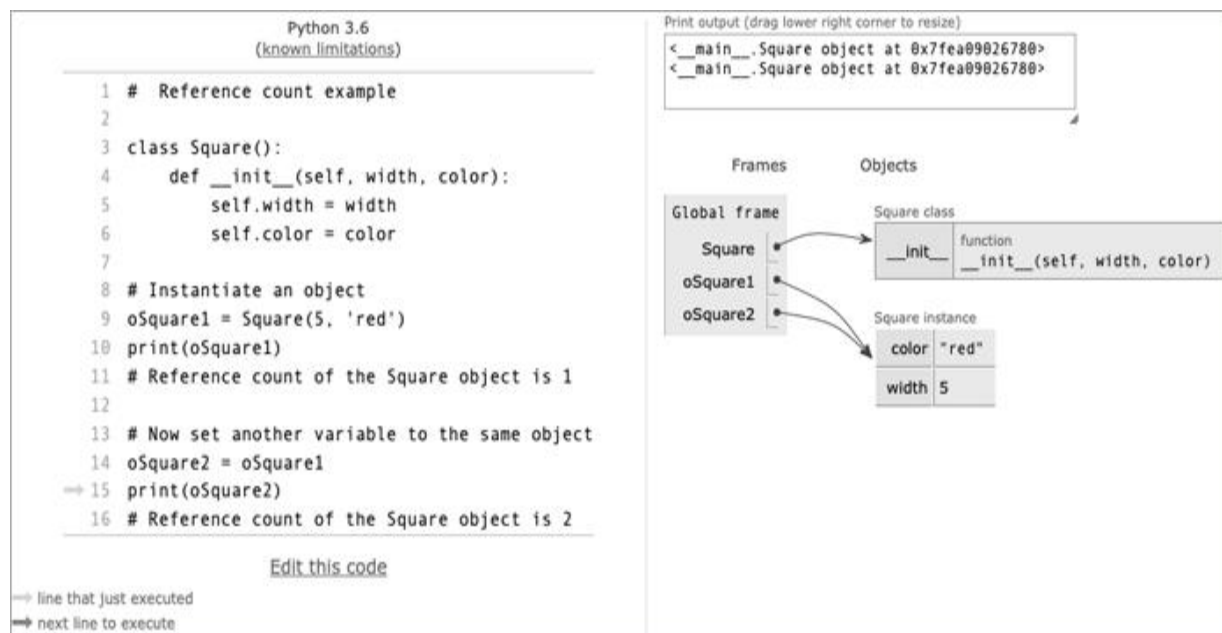 Python 3.6
(known limitations)
1 #  Reference count example
2
3 class Square():
4     def __init__(self, width, color):
5         self.width = width
6         self.color = color
7
8 # Instantiate an object
9 oSquare1 = Square(5, 'red')
10 print(oSquare1)
11 # Reference count of the Square object is 1
12
13 # Now set another variable to the same object
14 oSquare2 = oSquare1
15 print(oSquare2)
16 # Reference count of the Square object is 2
Edit this code
line that just executed
next line to execute
Print output (drag lower right corner to resize)
<__main__.Square object at 0x7fea09026780>
<__main__.Square object at 0x7fea09026780>
Frames
Objects
Global frame
Square
oSquare1
oSquare2
Square class
__init__
function
__init__(self, width, color)
Square instance
color "red"
width 5